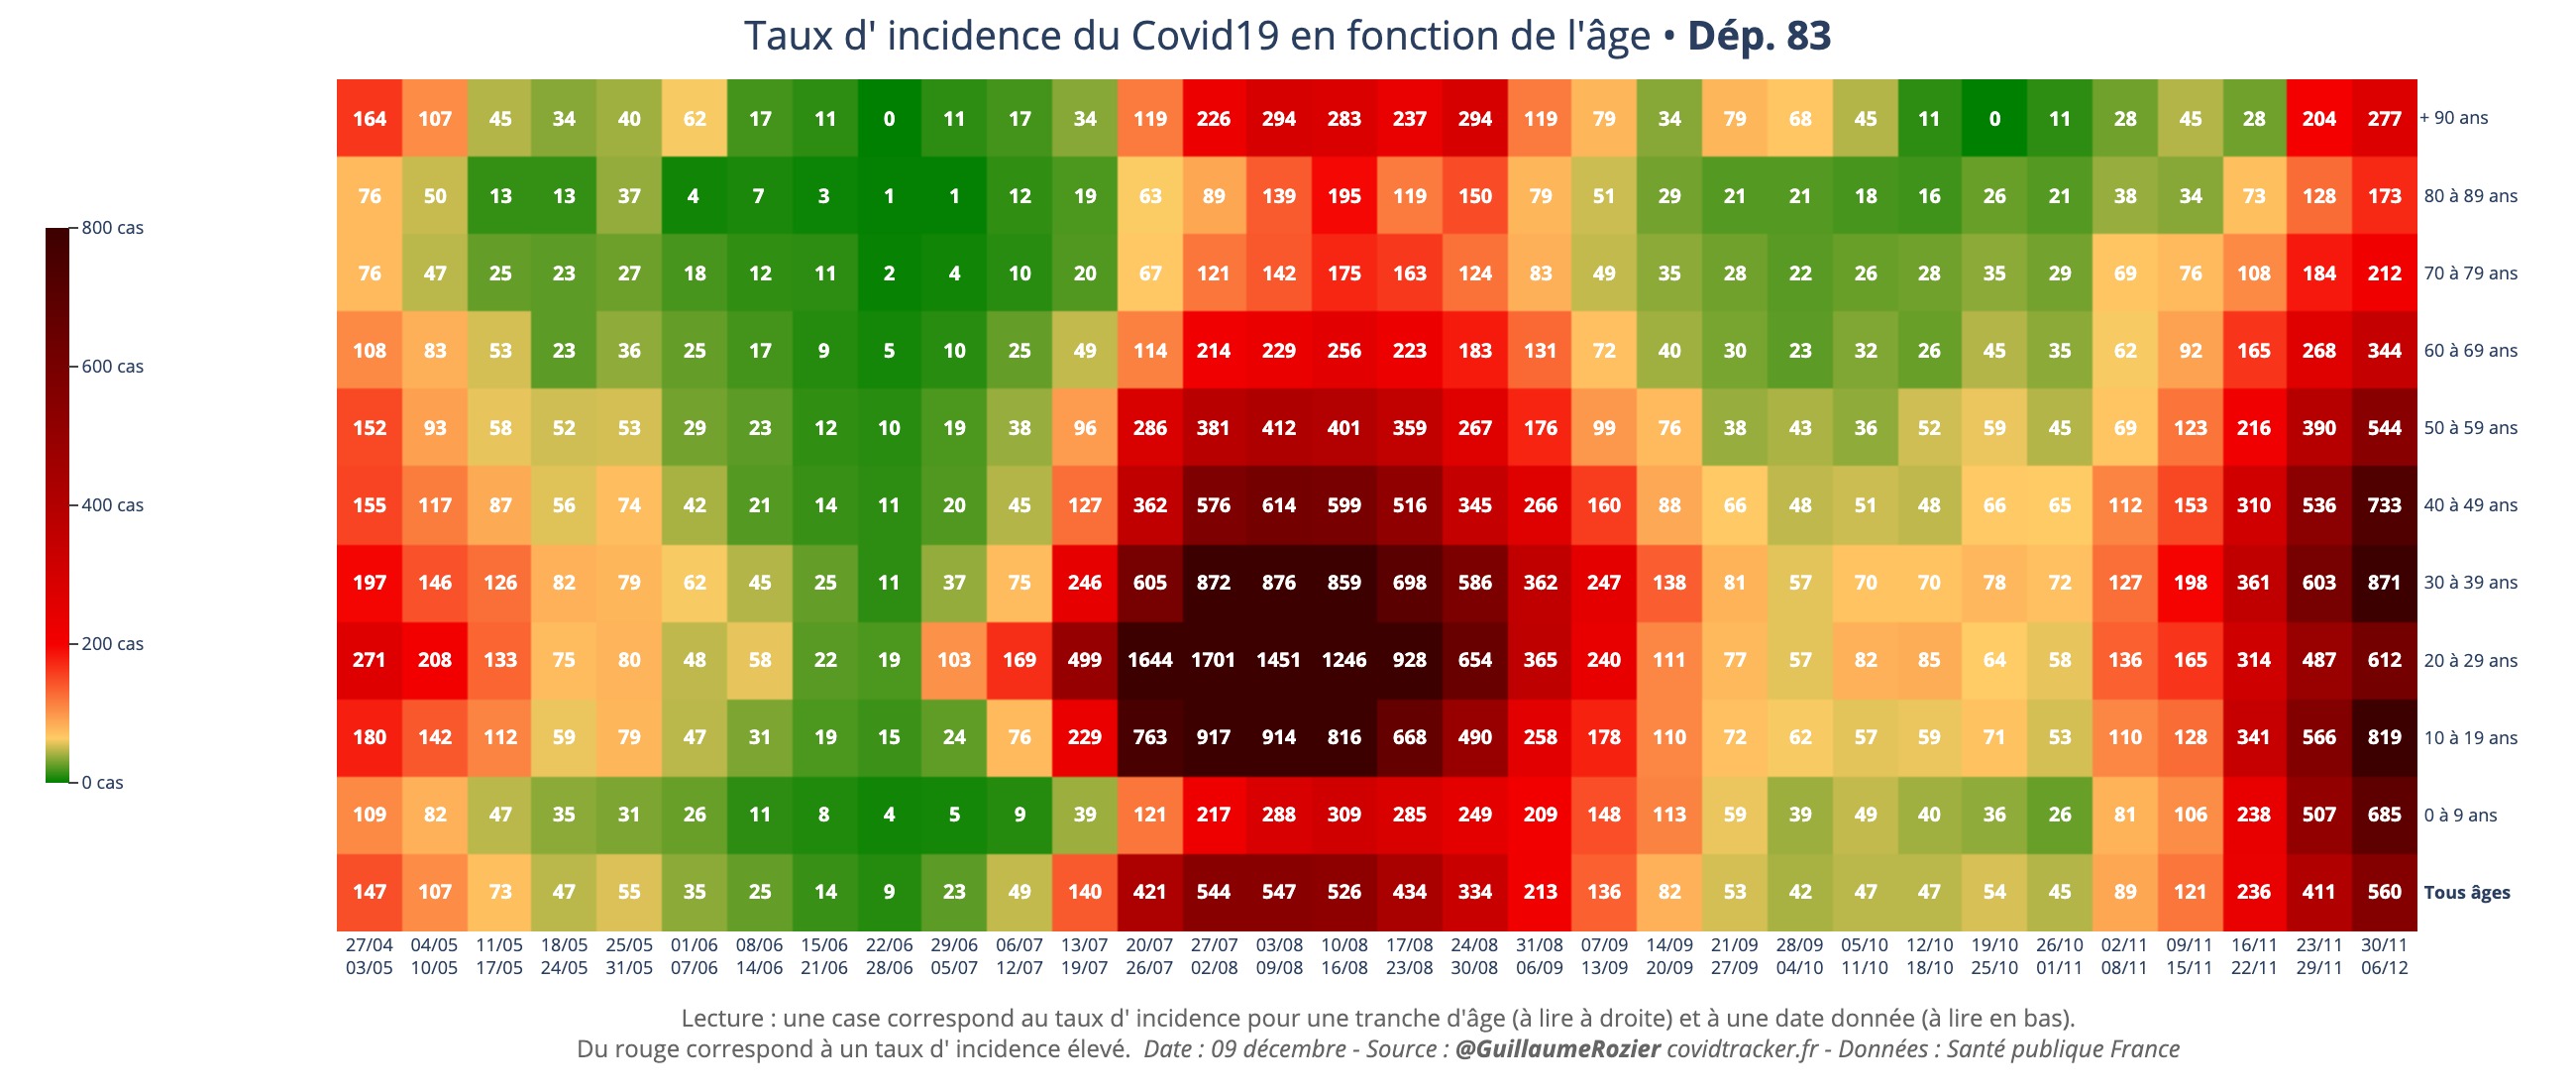 Taux d' incidence du Covid19 en fonction de l'âge • Dép. 83
800 cas
600 cas
400 cas
200 cas
0 cas
164 107 45 34 40 62 17 11 0 11 17 34 119 226 294 283 237 294 119 79 34 79 68 45 11 0 11 28 45 28 204 277 + 90 ans
76 50 13 13 37 4 7 3 1 1 12 19 63 89 139 195 119 150 79 51 29 21 21 18 16 26 21 38 34 73 128 173 80 à 89 ans
76 47 25 23 27 18 12 11 2 4 10 20 67 121 142 175 163 124 83 49 35 28 22 26 28 35 29 69 76 108 184 212 70 à 79 ans
108 83 53 23 36 25 17 9 5 10 25 49 114 214 229 256 223 183 131 72 40 30 23 32 26 45 35 62 92 165 268 344 60 à 69 ans
152 93 58 52 53 29 23 12 10 19 38 96 286 381 412 401 359 267 176 99 76 38 43 36 52 59 45 69 123 216 390 544 50 à 59 ans
155 117 87 56 74 42 21 14 11 20 45 127 362 576 614 599 516 345 266 160 88 66 48 51 48 66 65 112 153 310 536 733 40 à 49 ans
197 146 126 82 79 62 45 25 11 37 75 246 605 872 876 859 698 586 362 247 138 81 57 70 70 78 72 127 198 361 603 871 30 à 39 ans
271 208 133 75 80 48 58 22 19 103 169 499 1644 1701 1451 1246 928 654 365 240 111 77 57 82 85 64 58 136 165 314 487 612 20 à 29 ans
180 142 112 59 79 47 31 19 15 24 76 229 763 917 914 816 668 490 258 178 110 72 62 57 59 71 53 110 128 341 566 819 10 à 19 ans
109 82 47 35 31 26 11 8 4 5 9 39 121 217 288 309 285 249 209 148 113 59 39 49 40 36 26 81 106 238 507 685 0 à 9 ans
147 107 73 47 55 35 25 14 9 23 49 140 421 544 547 526 434 334 213 136 82 53 42 47 47 54 45 89 121 236 411 560 Tous âges
27/04 04/05 11/05 18/05 25/05 01/06 08/06 15/06 22/06 29/06 06/07 13/07 20/07 27/07 03/08 10/08 17/08 24/08 31/08 07/09 14/09 21/09 28/09 05/10 12/10 19/10 26/10 02/11 09/11 16/11 23/11 30/11
03/05 10/05 17/05 24/05 31/05 07/06 14/06 21/06 28/06 05/07 12/07 19/07 26/07 02/08 09/08 16/08 23/08 30/08 06/09 13/09 20/09 27/09 04/10 11/10 18/10 25/10 01/11 08/11 15/11 22/11 29/11 06/12
Lecture : une case correspond au taux d' incidence pour une tranche d'âge (à lire à droite) et à une date donnée (à lire en bas).
Du rouge correspond à un taux d' incidence élevé. Date : 09 décembre - Source : @GuillaumeRozier covidtracker.fr - Données : Santé publique France